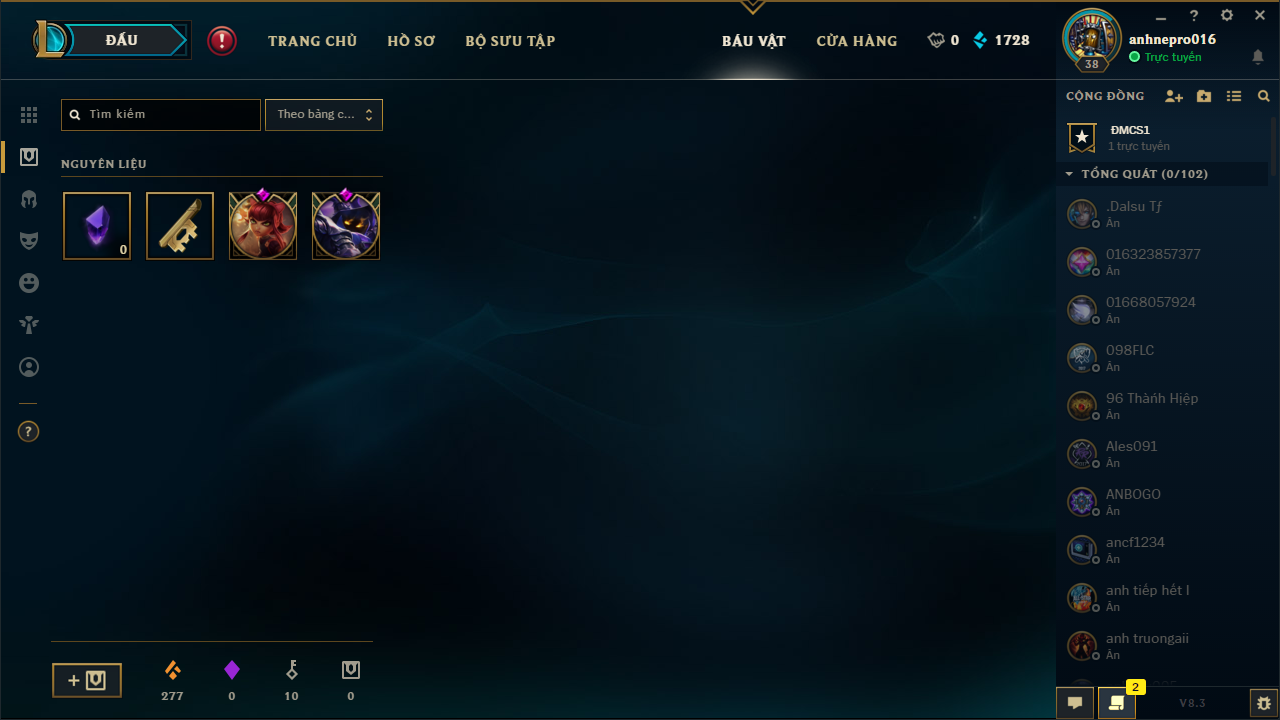 ĐẤU
TRANG CHỦ
HỒ SƠ
BỘ SƯU TẬP
BÁU VẬT
CỬA HÀNG
0
1728
38
anhnepro016
Trực tuyến
Tìm kiếm
Theo bảng c...
NGUYÊN LIỆU
0
?
277
0
10
0
CỘNG ĐỒNG
ĐMCS1
1 trực tuyến
TỔNG QUÁT (0/102)
.Dalsu Tƒ
Ẩn
016323857377
Ẩn
01668057924
Ẩn
098FLC
Ẩn
96 Thành Hiệp
Ẩn
Ales091
Ẩn
ANBOGO
Ẩn
ancf1234
Ẩn
anh tiếp hết I
Ẩn
anh truongaii
Ẩn
2
V8.3